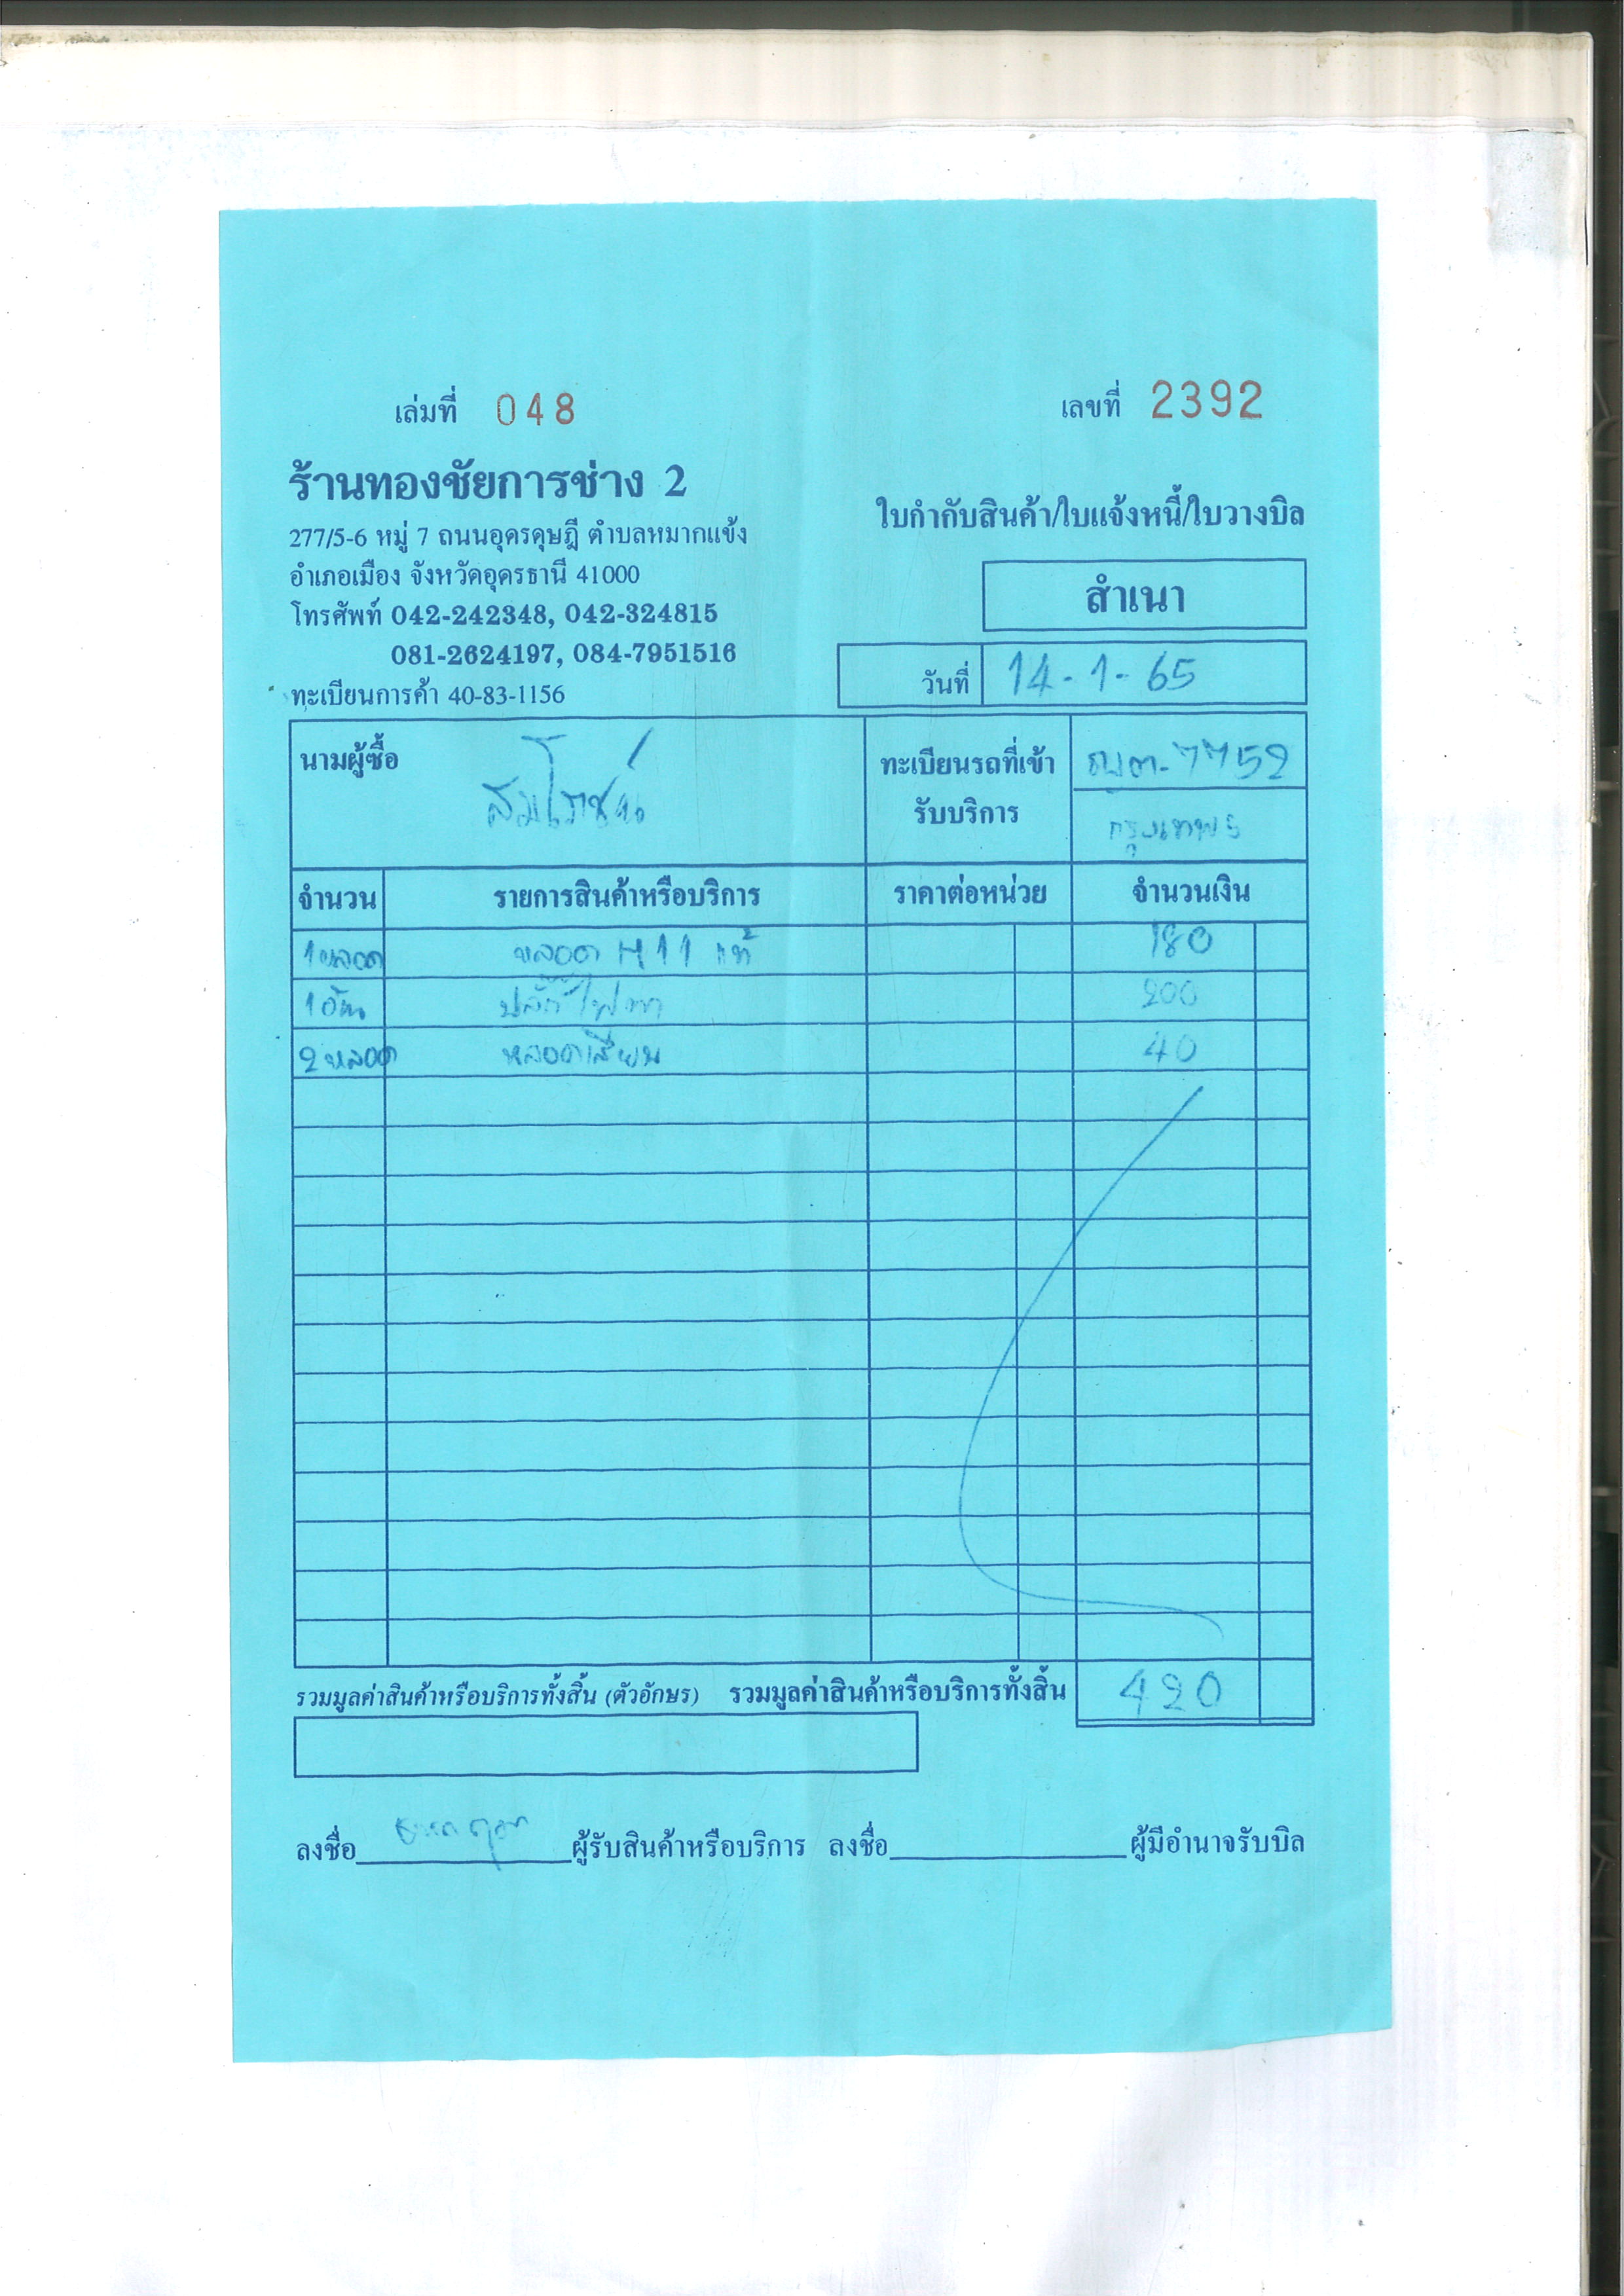 เล่มที่ 048 เลขที่ 2392
ร้านทองชัยการช่าง 2
ใบกำกับสินค้า/ใบแจ้งหนี้/ใบวางบิล
277/5-6 หมู่ 7 ถนนอุดรดุษฎี ตำบลหมากแข้ง
อำเภอเมือง จังหวัดอุดรธานี 41000
สำเนา
โทรศัพท์ 042-242348, 042-324815
081-2624197, 084-7951516
วันที่ 14-1-65
ทะเบียนการค้า 40-83-1156
นามผู้ซื้อ
ทะเบียนรถที่เข้า 7752
รับบริการ กรุงเทพฯ
จำนวน รายการสินค้าหรือบริการ ราคาต่อหน่วย จำนวนเงิน
1 หลอด หลอด H11 แท้ 180
1 อัน 200
2 หลอด หลอดเสียบ 40
รวมมูลค่าสินค้าหรือบริการทั้งสิ้น (ตัวอักษร) รวมมูลค่าสินค้าหรือบริการทั้งสิ้น 420
ลงชื่อ ผู้รับสินค้าหรือบริการ ลงชื่อ ผู้มีอำนาจรับบิล